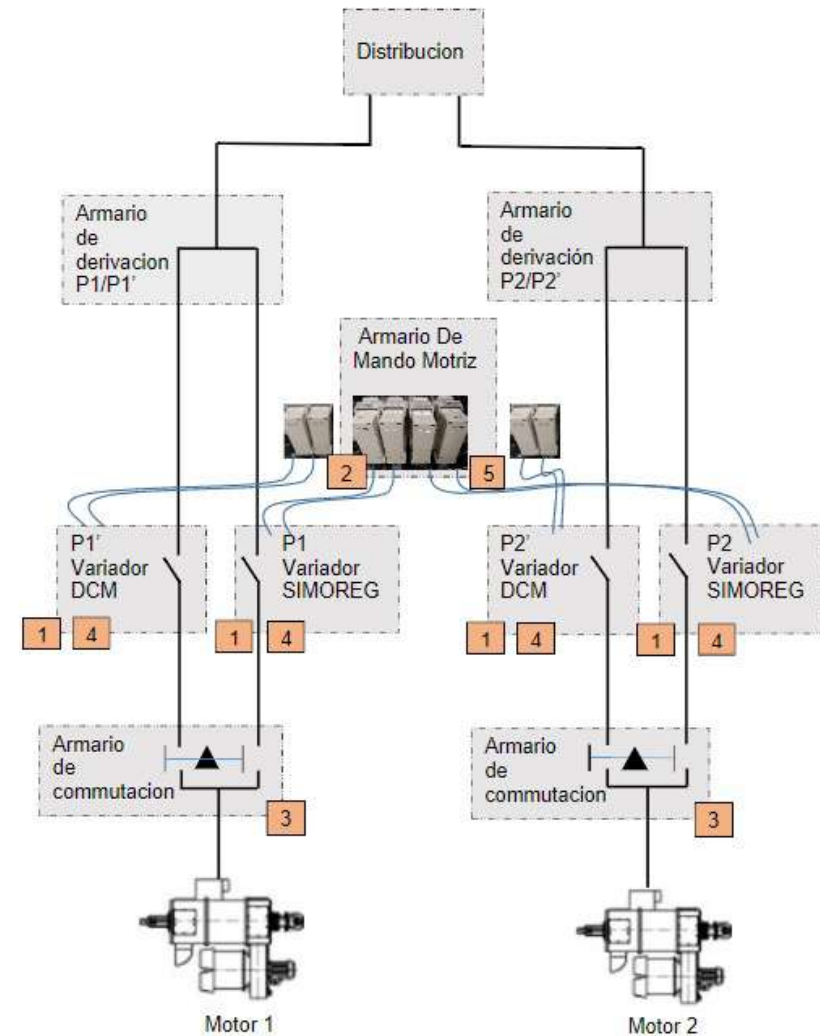 Distribucion
Armario
de
derivacion
P1/P1'
Armario
de
derivación
P2/P2'
Armario De
Mando Motriz
2
5
P1'
Variador
DCM
P1
Variador
SIMOREG
P2'
Variador
DCM
P2
Variador
SIMOREG
1
4
1
4
1
4
1
4
Armario
de
commutacion
3
Armario
de
commutacion
3
Motor 1
Motor 2